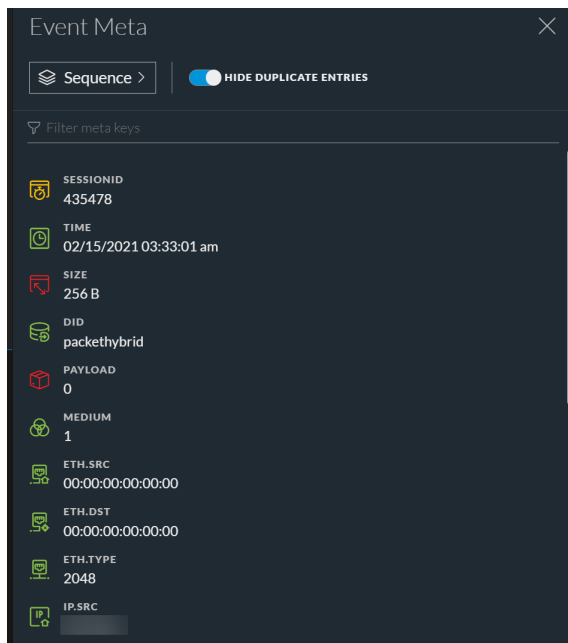 Event Meta
Sequence >
HIDE DUPLICATE ENTRIES
Filter meta keys
SESSIONID
435478
TIME
02/15/2021 03:33:01 am
SIZE
256 B
DID
packethybrid
PAYLOAD
0
MEDIUM
1
ETH.SRC
00:00:00:00:00:00
ETH.DST
00:00:00:00:00:00
ETH.TYPE
2048
IP
IP.SRC